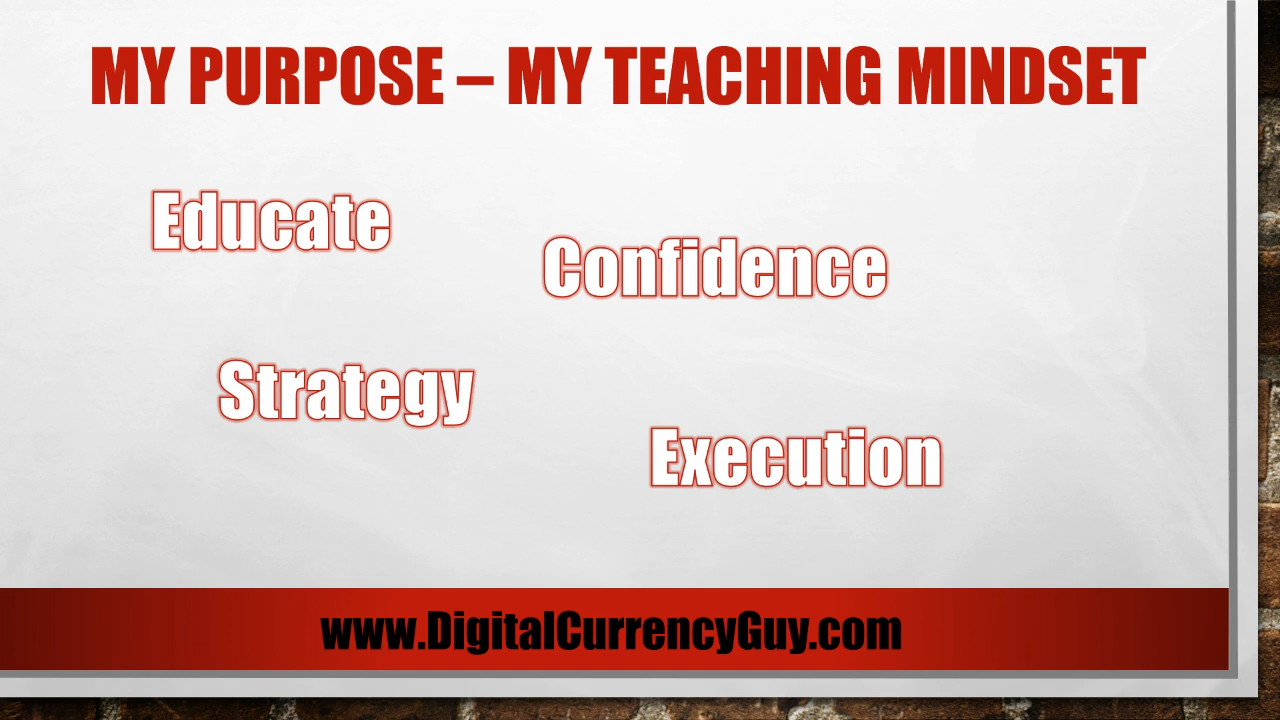 MY PURPOSE – MY TEACHING MINDSET
Educate
Confidence
Strategy
Execution
www.DigitalCurrencyGuy.com